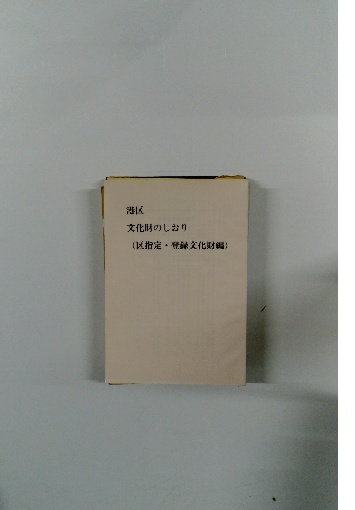 港区
文化財のしおり
（区指定・登録文化財編）